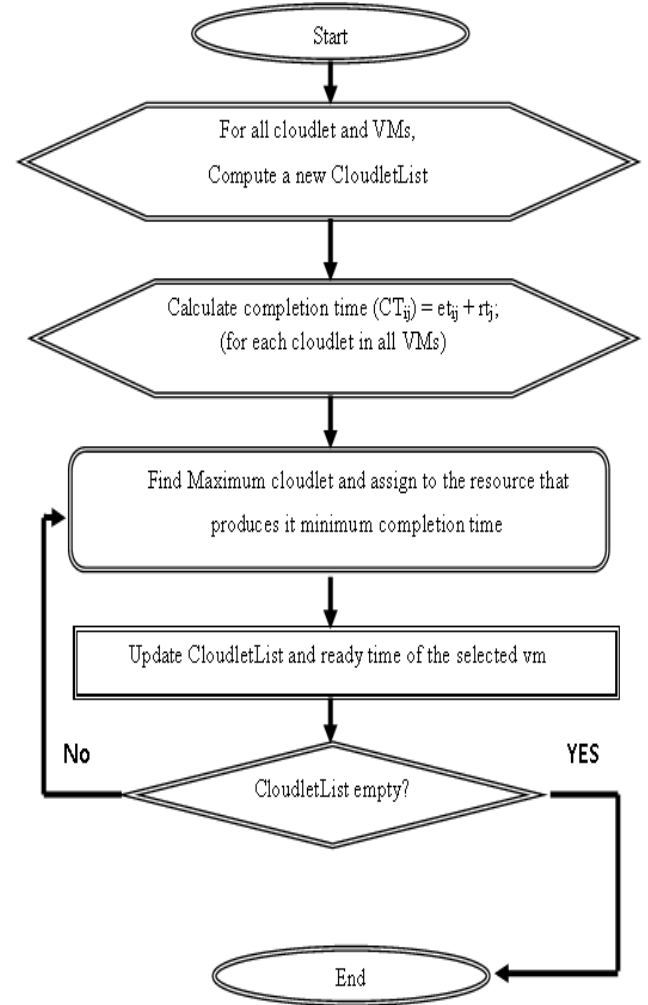 Start
For all cloudlet and VMs,
Compute a new CloudletList
Calculate completion time (CTij) = etij + rtj;
(for each cloudlet in all VMs)
Find Maximum cloudlet and assign to the resource that
produces it minimum completion time
Update CloudletList and ready time of the selected vm
No
YES
CloudletList empty?
End